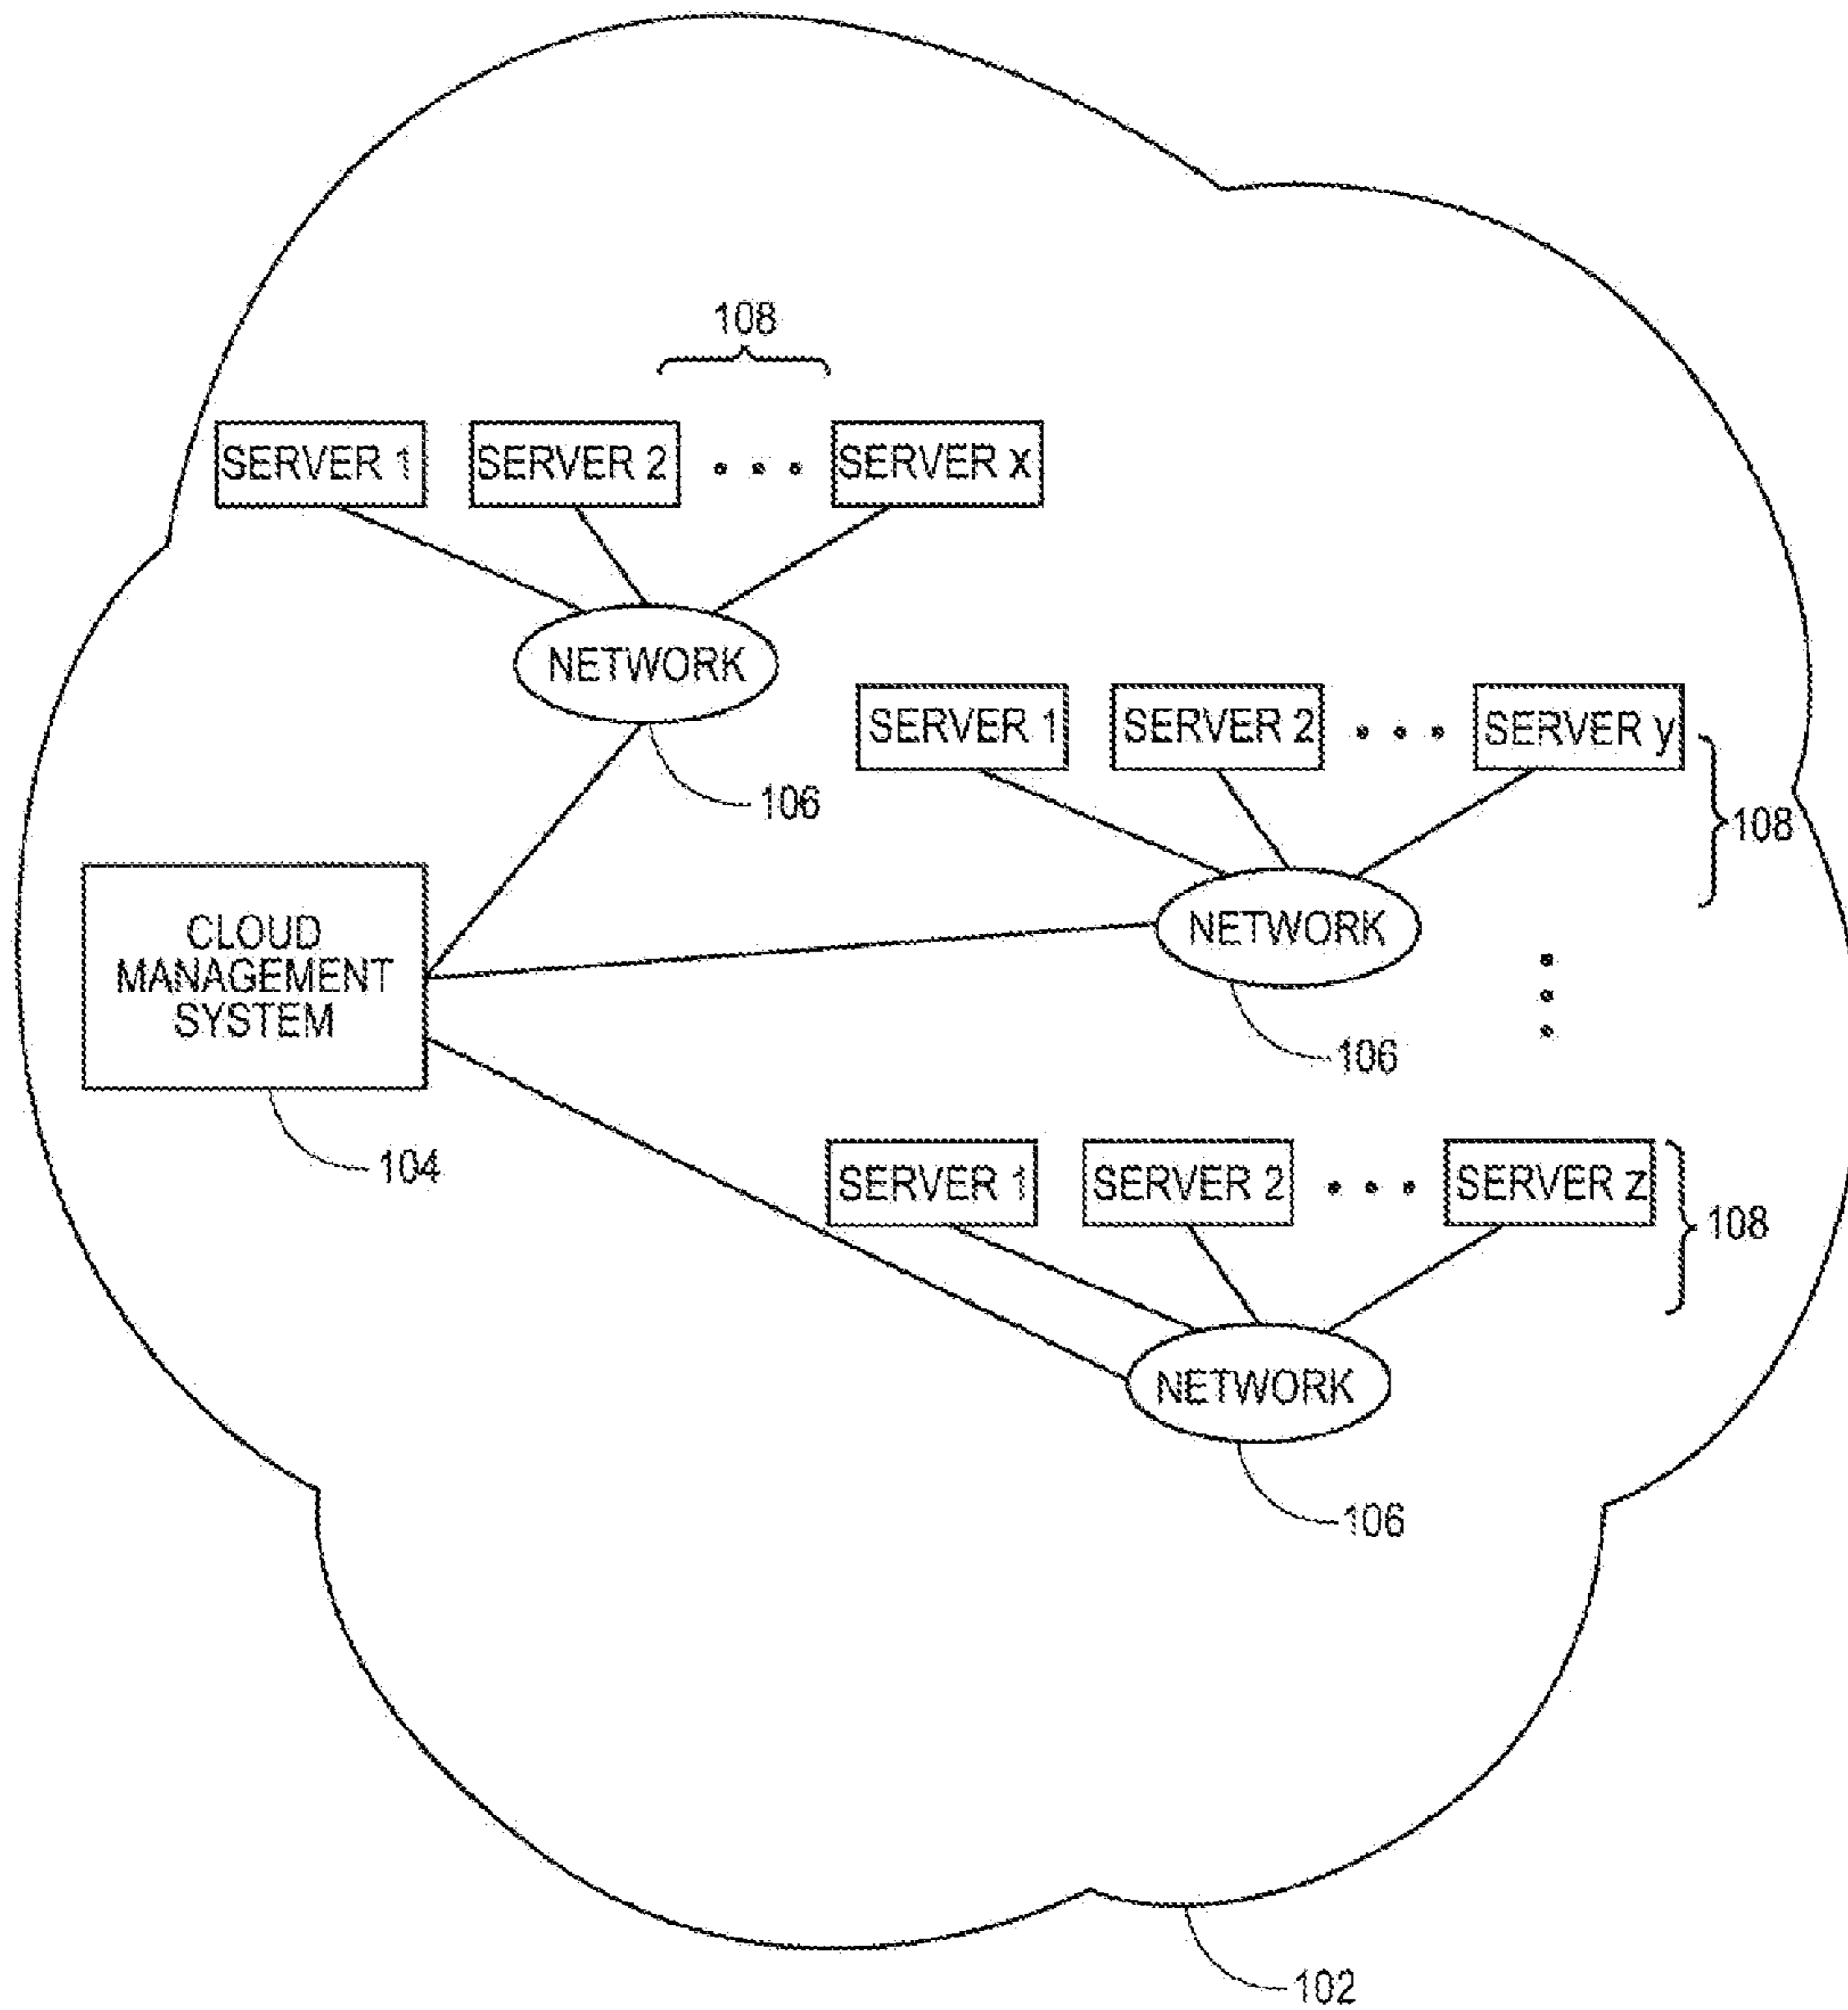 108
SERVER 1 SERVER 2 • • • SERVER x
NETWORK
106
SERVER 1 SERVER 2 • • • SERVER y
108
NETWORK
106
CLOUD
MANAGEMENT
SYSTEM
104
SERVER 1 SERVER 2 • • • SERVER z
108
NETWORK
106
102